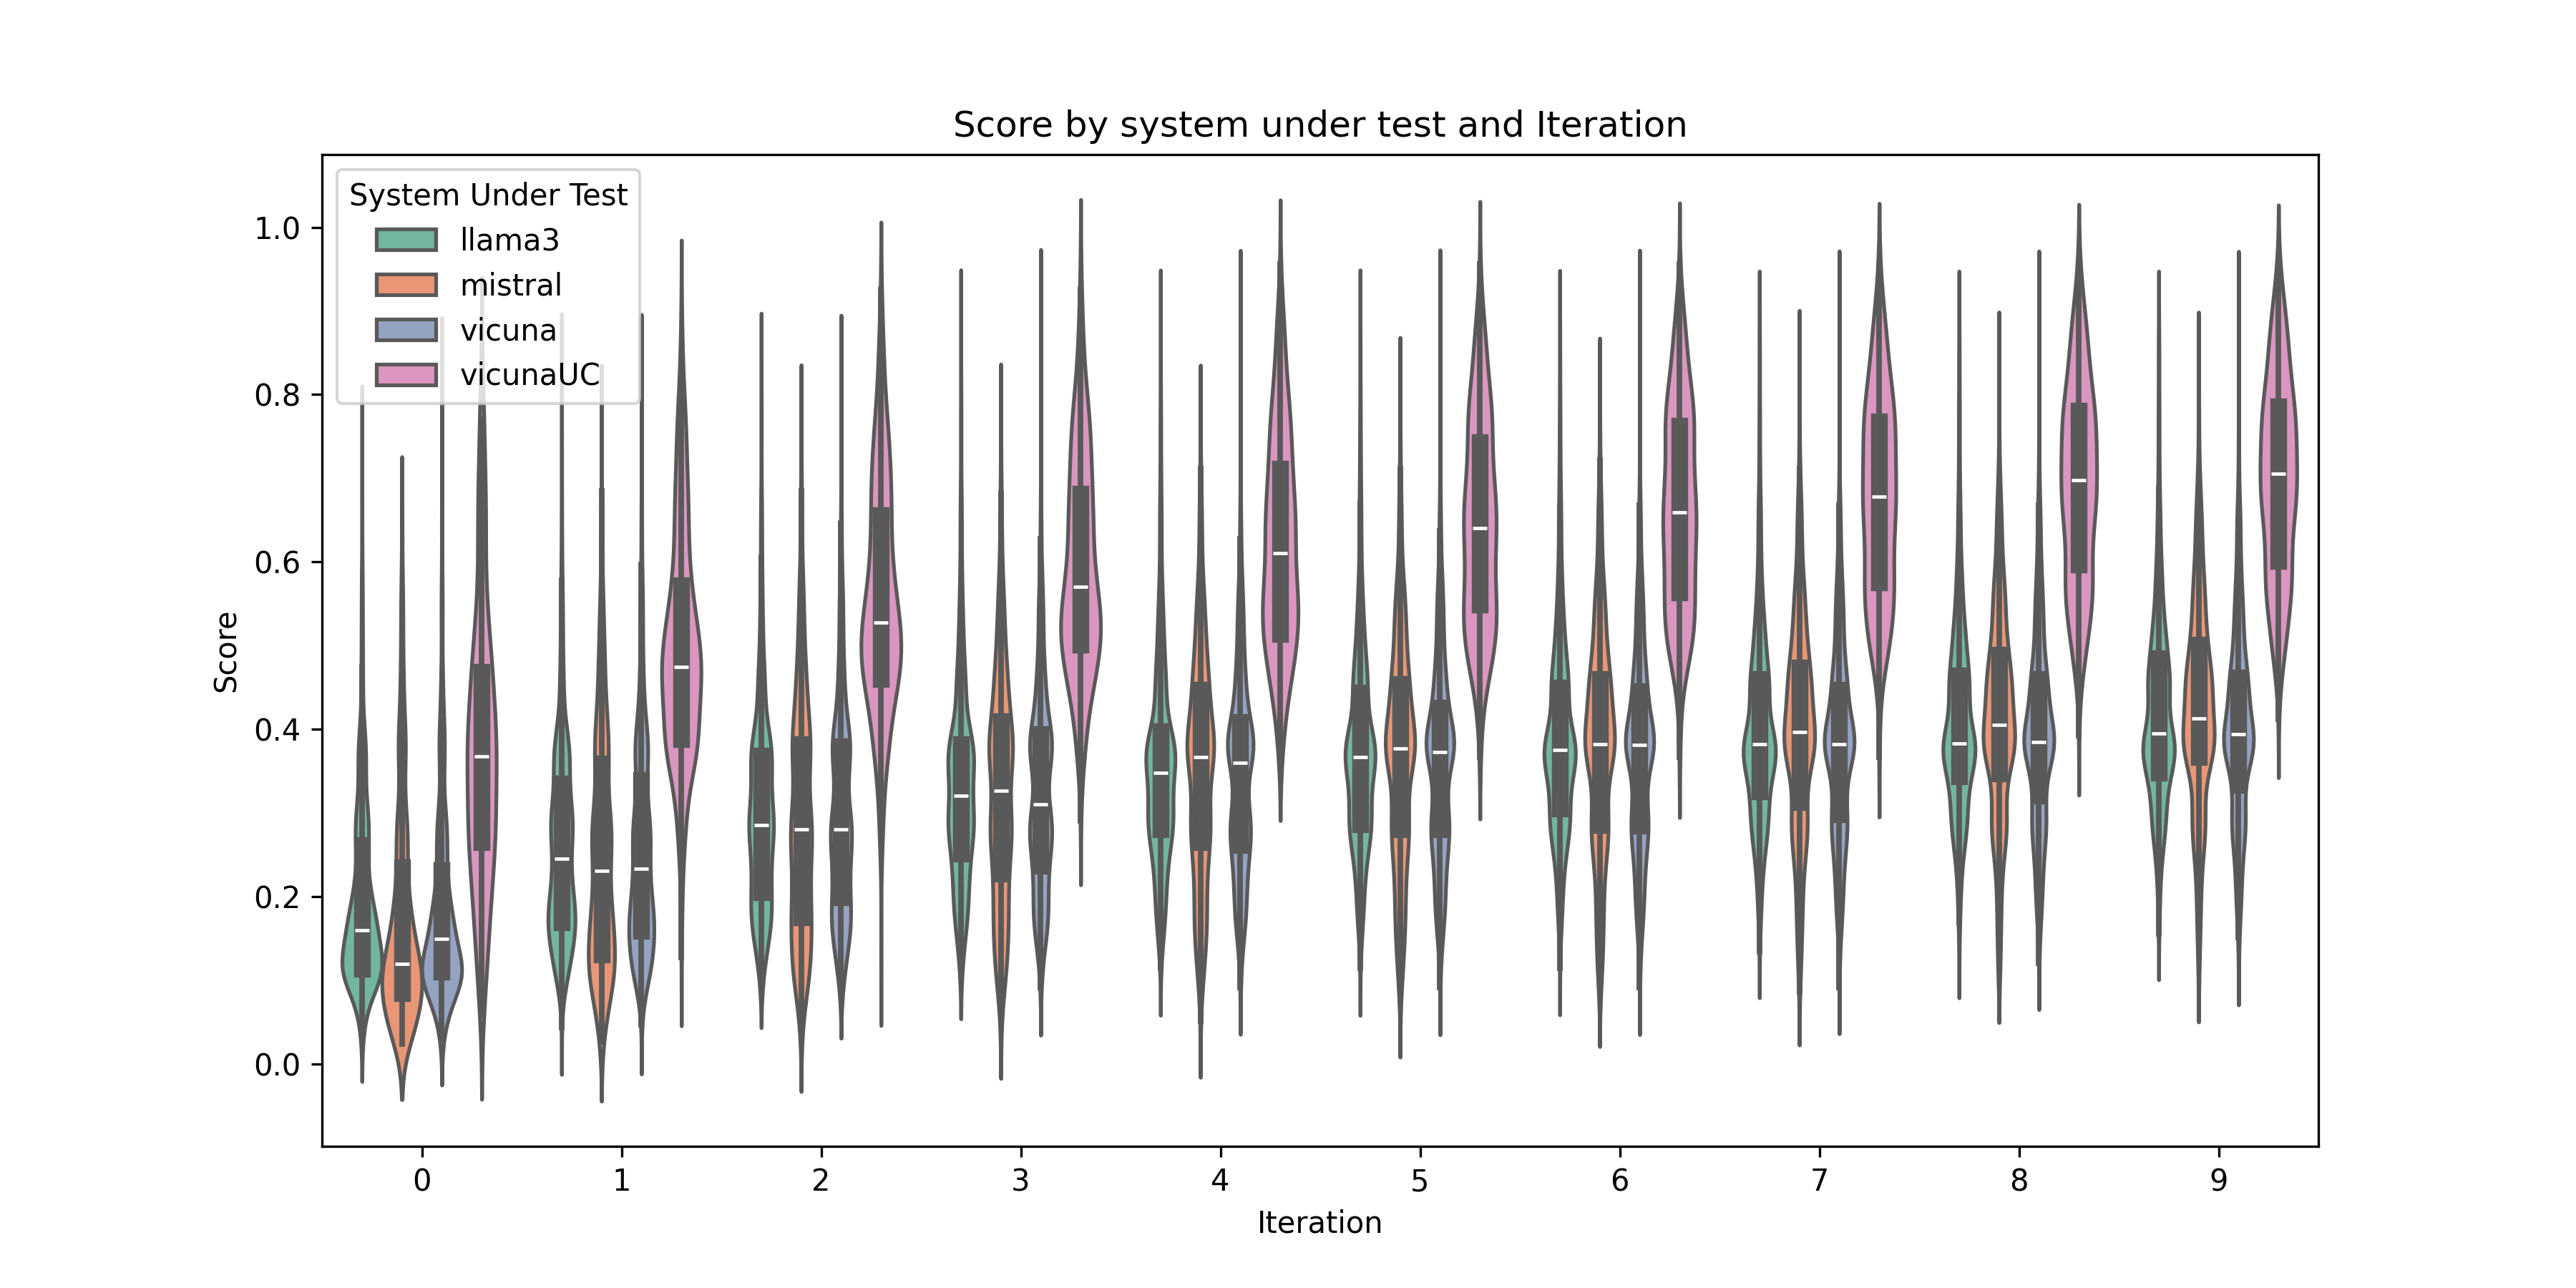 Score by system under test and Iteration
System Under Test
llama3
mistral
vicuna
vicunaUC
1.0
0.8
0.6
0.4
0.2
0.0
Score
0 1 2 3 4 5 6 7 8 9
Iteration